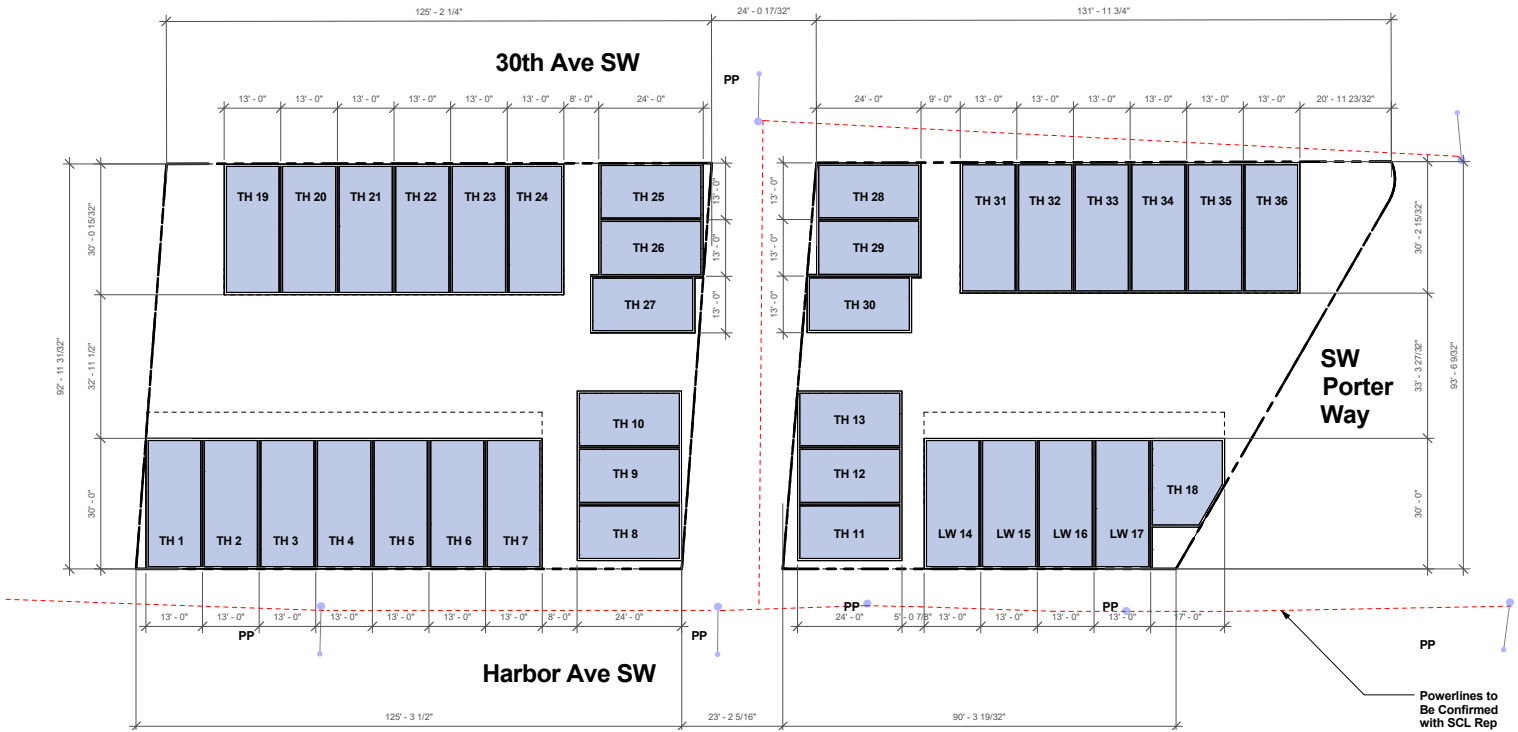 125' - 2 1/4"
24' - 0 17/32"
131' - 11 3/4"
30th Ave SW
PP
13' - 0"
13' - 0"
13' - 0"
13' - 0"
13' - 0"
13' - 0"
8' - 0"
24' - 0"
24' - 0"
9' - 0"
13' - 0"
13' - 0"
13' - 0"
13' - 0"
13' - 0"
13' - 0"
20' - 11 23/32"
TH 19
TH 20
TH 21
TH 22
TH 23
TH 24
TH 25
TH 26
TH 27
13' - 0"
13' - 0"
13' - 0"
13' - 0"
13' - 0"
13' - 0"
TH 28
TH 29
TH 30
TH 31
TH 32
TH 33
TH 34
TH 35
TH 36
30' - 0 15/32"
32' - 11 1/2"
30' - 0"
92' - 11 31/32"
30' - 2 15/32"
33' - 3 27/32"
30' - 0"
93' - 6 9/32"
SW
Porter
Way
TH 10
TH 9
TH 8
TH 13
TH 12
TH 11
TH 1
TH 2
TH 3
TH 4
TH 5
TH 6
TH 7
LW 14
LW 15
LW 16
LW 17
TH 18
PP
PP
13' - 0"
13' - 0"
13' - 0"
13' - 0"
13' - 0"
13' - 0"
13' - 0"
8' - 0"
24' - 0"
24' - 0"
5' - 0 7/8"
13' - 0"
13' - 0"
13' - 0"
13' - 0"
17' - 0"
PP
PP
PP
Harbor Ave SW
125' - 3 1/2"
23' - 2 5/16"
90' - 3 19/32"
Powerlines to
Be Confirmed
with SCL Rep